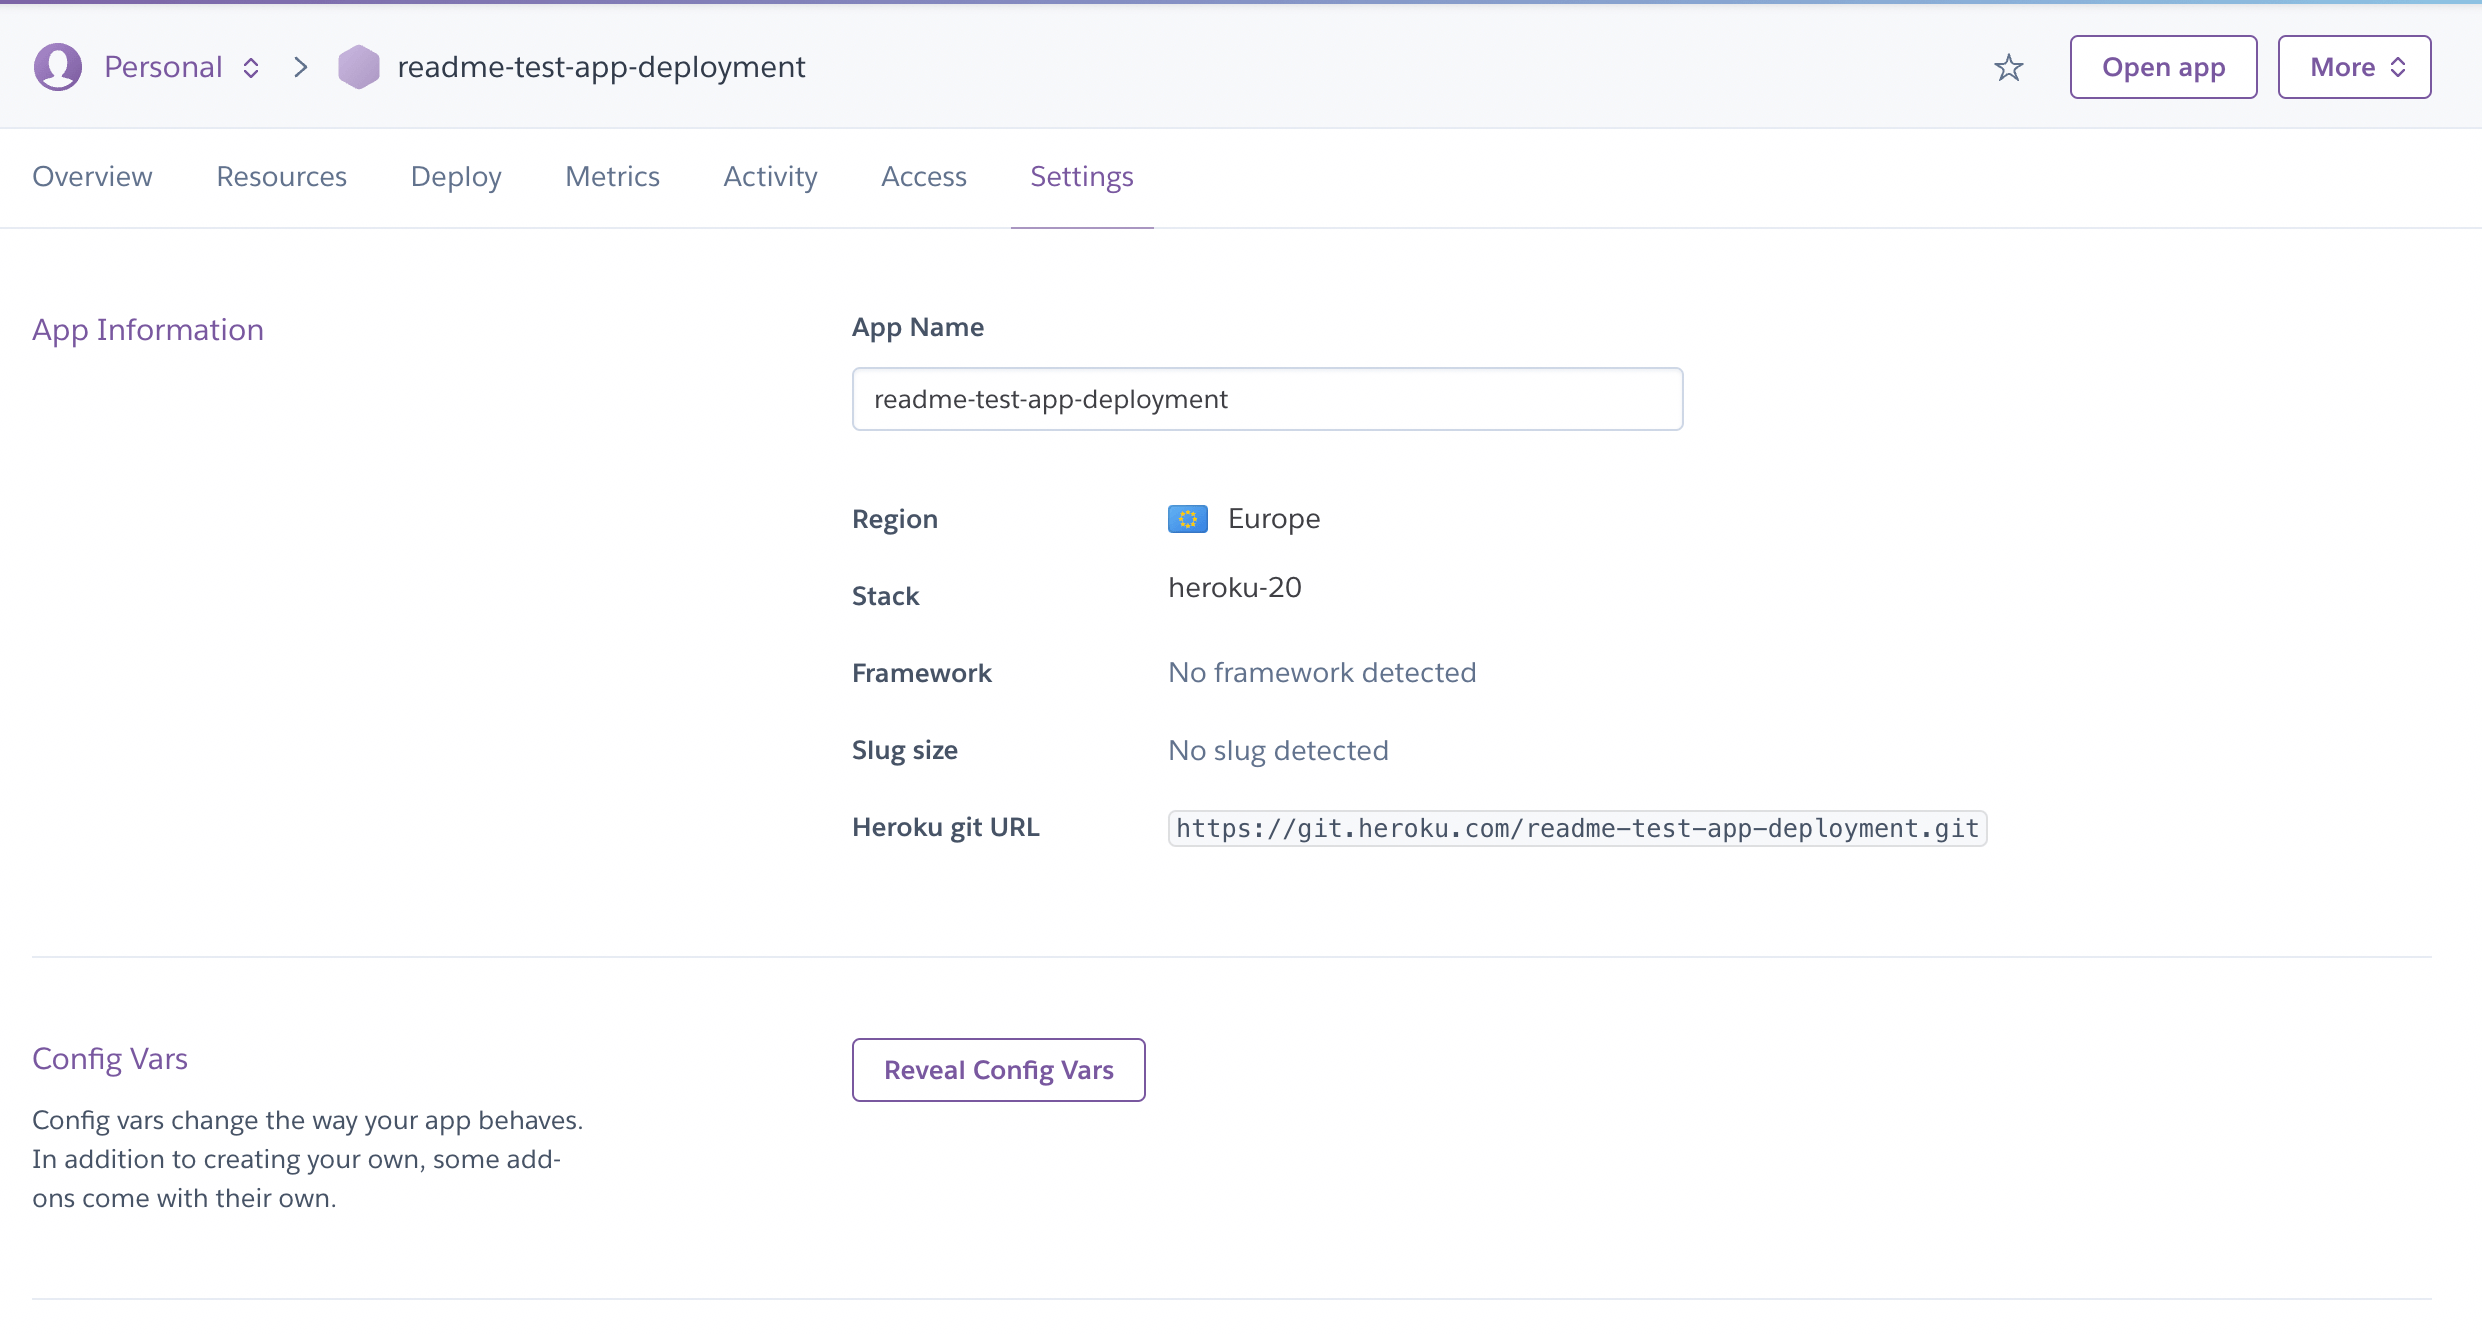 Personal
readme-test-app-deployment
Open app
More
Overview
Resources
Deploy
Metrics
Activity
Access
Settings
App Information
App Name
readme-test-app-deployment
Region
Europe
Stack
heroku-20
Framework
No framework detected
Slug size
No slug detected
Heroku git URL
https://git.heroku.com/readme-test-app-deployment.git
Config Vars
Config vars change the way your app behaves.
In addition to creating your own, some add-
ons come with their own.
Reveal Config Vars